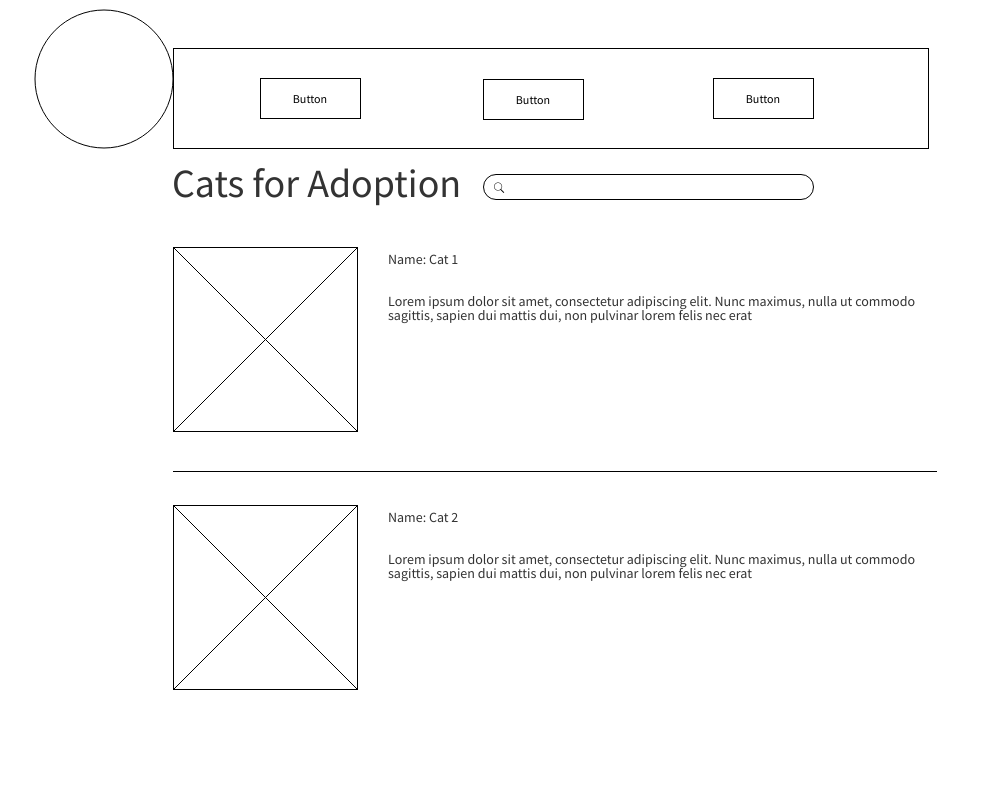 Button
Button
Button
Cats for Adoption
Name: Cat 1
Lorem ipsum dolor sit amet, consectetur adipiscing elit. Nunc maximus, nulla ut commodo
sagittis, sapien dui mattis dui, non pulvinar lorem felis nec erat
Name: Cat 2
Lorem ipsum dolor sit amet, consectetur adipiscing elit. Nunc maximus, nulla ut commodo
sagittis, sapien dui mattis dui, non pulvinar lorem felis nec erat